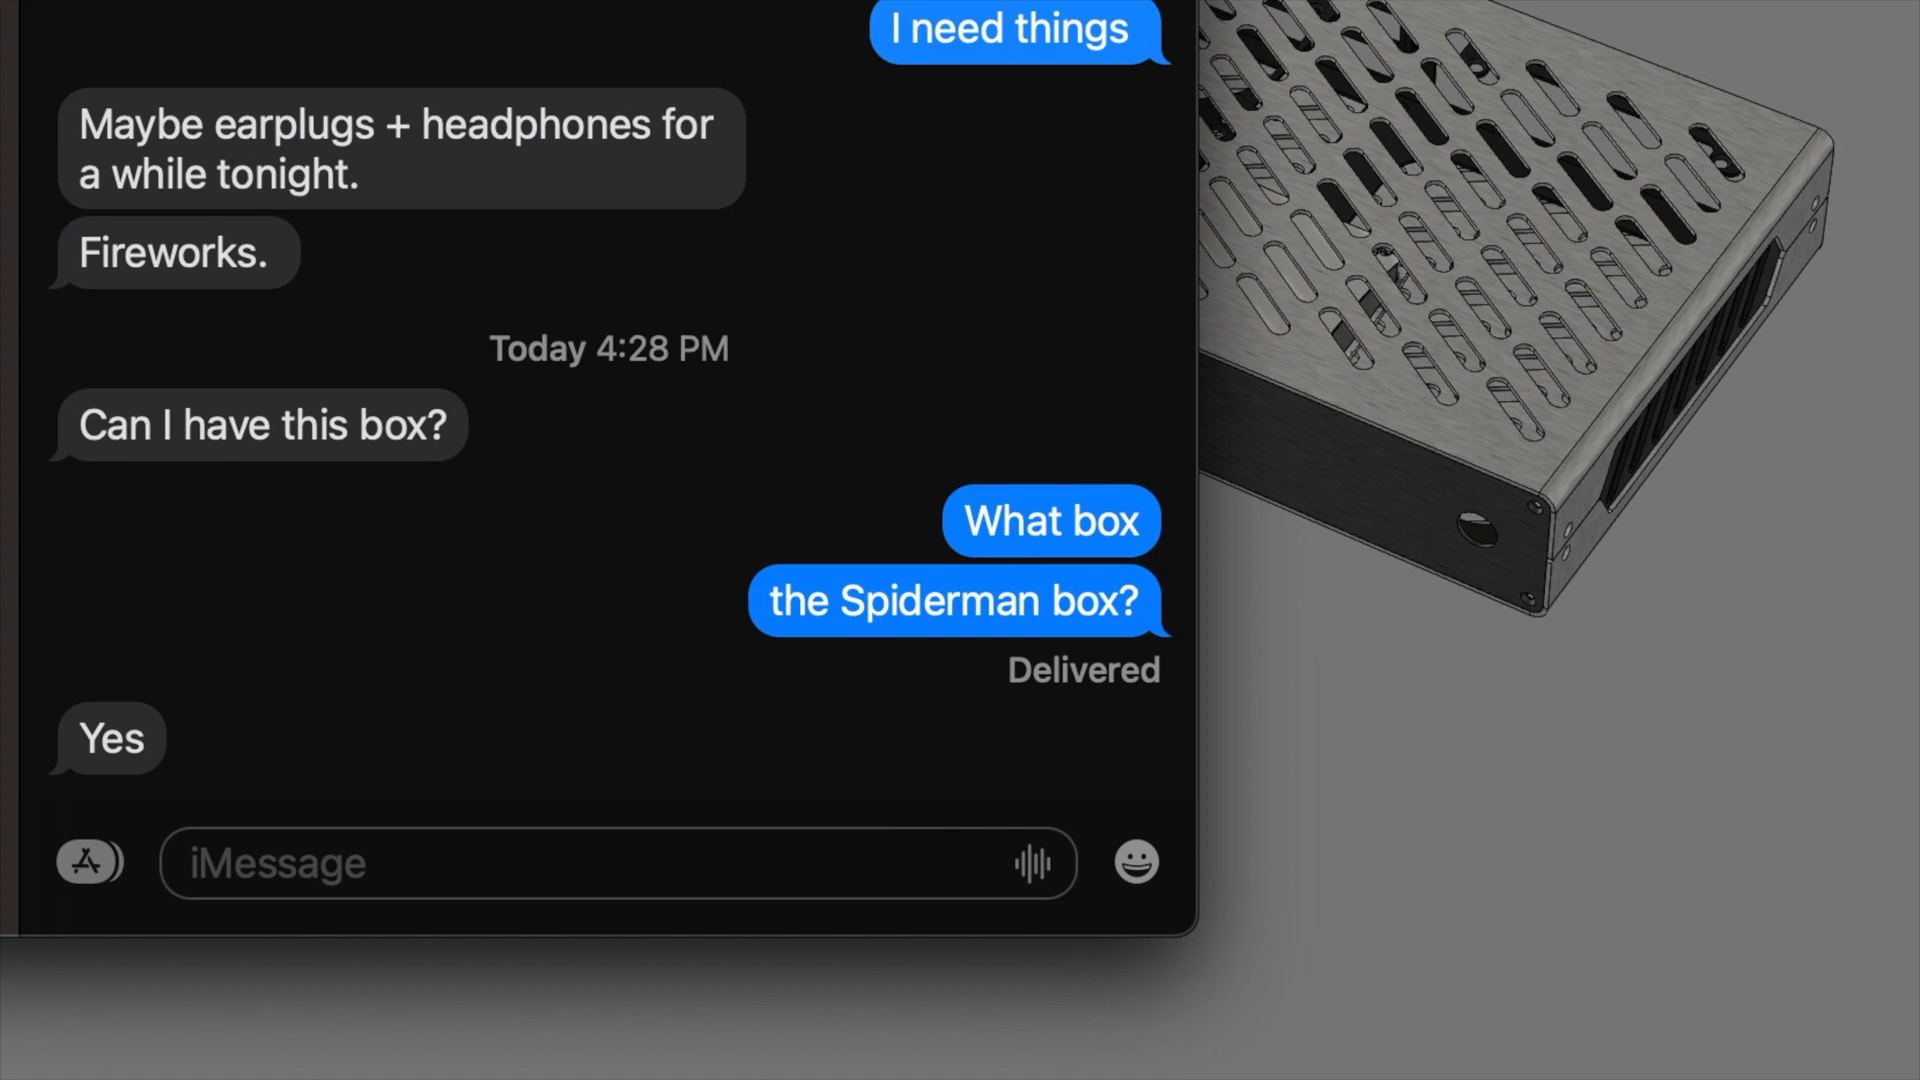 I need things
Maybe earplugs + headphones for
a while tonight.
Fireworks.
Today 4:28 PM
Can I have this box?
What box
the Spiderman box?
Delivered
Yes
iMessage